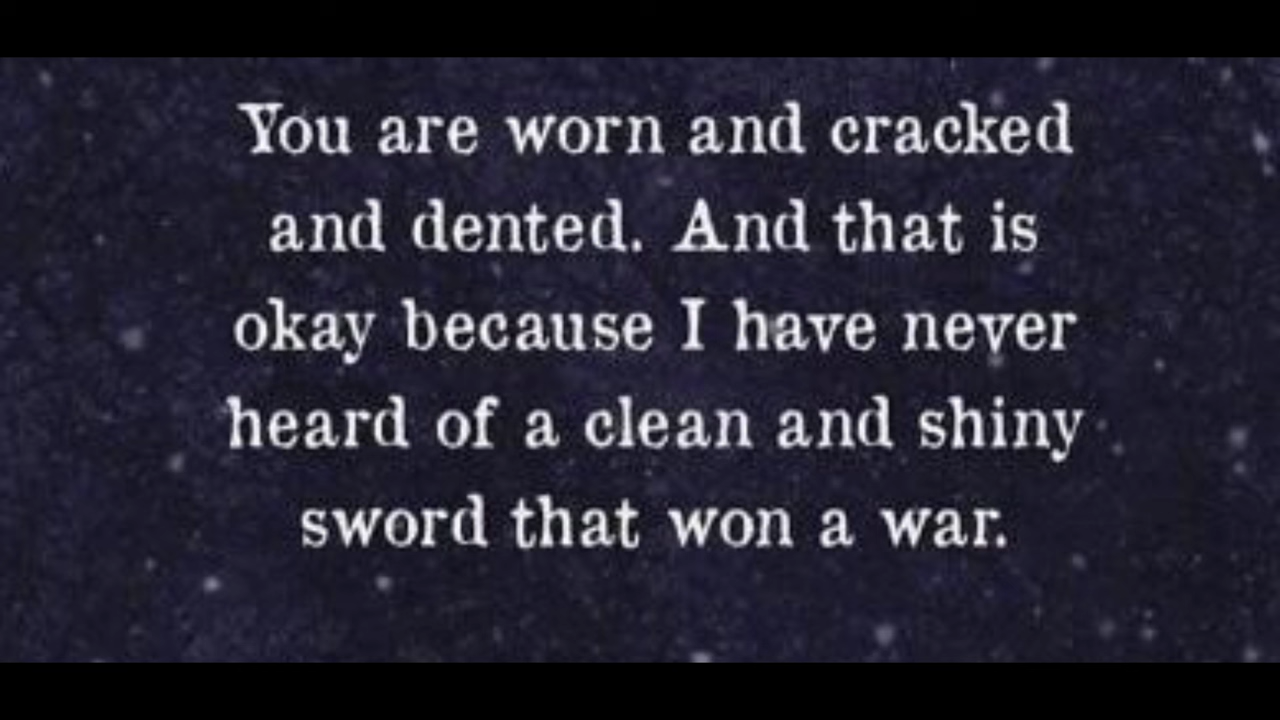 You are worn and cracked
and dented. And that is
okay because I have never
heard of a clean and shiny
sword that won a war.